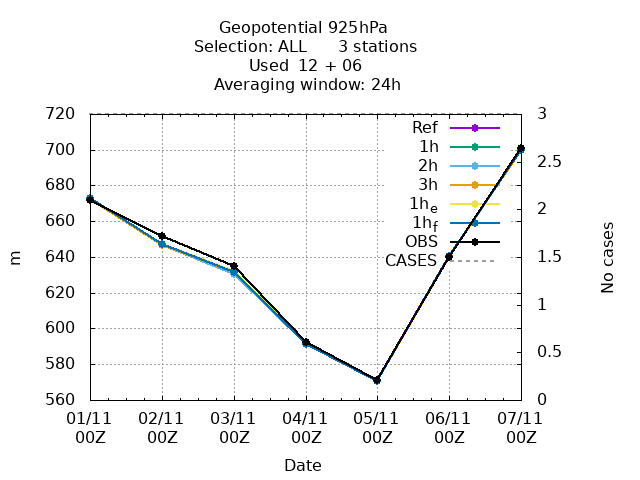 Geopotential 925hPa
Selection: ALL      3 stations
Used  12 + 06
Averaging window: 24h
720
700
680
660
640
620
600
580
560
m
3
2.5
2
1.5
1
0.5
0
No cases
Ref
1h
2h
3h
1he
1hf
OBS
CASES
01/11 02/11 03/11 04/11 05/11 06/11 07/11
00Z 00Z 00Z 00Z 00Z 00Z 00Z
Date